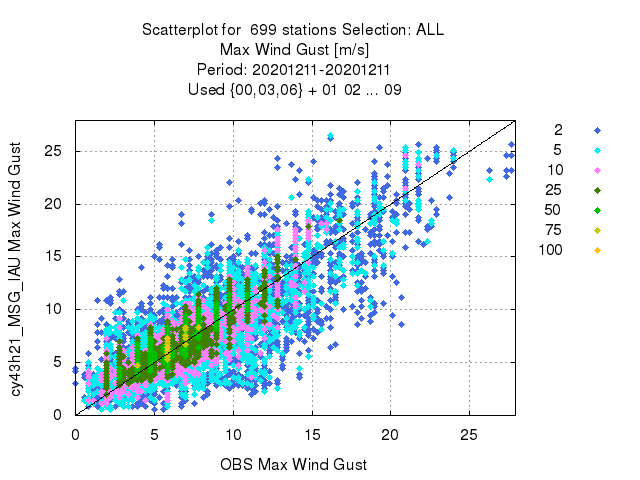 Scatterplot for 699 stations Selection: ALL
Max Wind Gust [m/s]
Period: 20201211-20201211
Used {00,03,06} + 01 02 ... 09
cy43h21_MSG_IAU Max Wind Gust
25
20
15
10
5
0
0 5 10 15 20 25
OBS Max Wind Gust
2
5
10
25
50
75
100